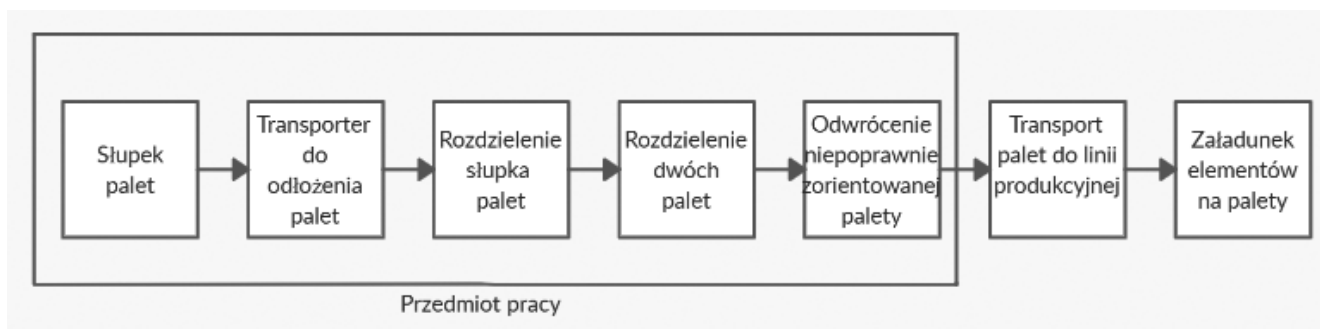 Słupek
palet
Transporter
do
odłożenia
palet
Rozdzielenie
słupka
palet
Rozdzielenie
dwóch
palet
Odwrócenie
niepoprawnie
zorientowanej
palety
Transport
palet do linii
produkcyjnej
Załadunek
elementów
na palety
Przedmiot pracy